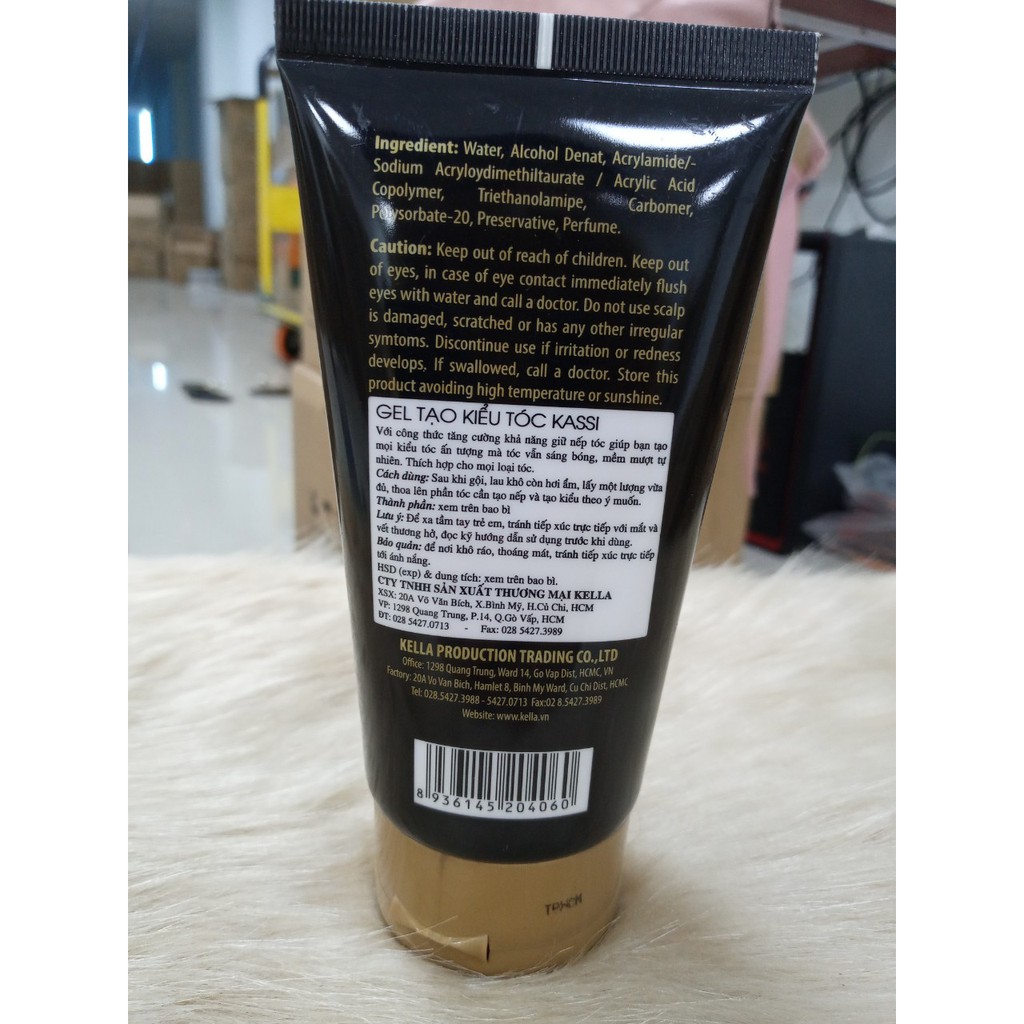 Ingredient: Water, Alcohol Denat, Acrylamide/-
Sodium Acryloydimethiltaurate / Acrylic Acid
Copolymer, Triethanolamipe, Carbomer,
Polysorbate-20, Preservative, Perfume.
Caution: Keep out of reach of children. Keep out
of eyes, in case of eye contact immediately flush
eyes with water and call a doctor. Do not use scalp
is damaged, scratched or has any other irregular
symtoms. Discontinue use if irritation or redness
develops, If swallowed, call a doctor. Store this
product avoiding high temperature or sunshine.
GEL TẠO KIỂU TÓC KASSI
Với công thức tăng cường khả năng giữ nếp tóc giúp bạn tạo
mọi kiểu tóc ấn tượng mà tóc vẫn sáng bóng, mềm mượt tự
nhiên. Thích hợp cho mọi loại tóc.
Cách dùng: Sau khi gội, lau khô còn hơi ẩm, lấy một lượng vừa
đủ, thoa lên phần tóc cần tạo nếp và tạo kiểu theo ý muốn.
Thành phần: xem trên bao bì
Lưu ý: Để xa tầm tay trẻ em, tránh tiếp xúc trực tiếp với mắt và
vết thương hở, đọc kỹ hướng dẫn sử dụng trước khi dùng.
Bảo quản: để nơi khô ráo, thoáng mát, tránh tiếp xúc trực tiếp
tới ánh nắng.
HSD (exp) & dung tích: xem trên bao bì.
CTY TNHH SẢN XUẤT THƯƠNG MẠI KELLA
XSX: 20A Võ Văn Bích, X.Bình Mỹ, H.Củ Chi, HCM
VP: 1298 Quang Trung, P.14, Q.Gò Vấp, HCM
ĐT: 028 5427.0713 - Fax: 028 5427.3989
KELLA PRODUCTION TRADING CO.,LTD
Office: 1298 Quang Trung, Ward 14, Go Vap Dist, HCMC, VN
Factory: 20A Vo Van Bich, Hamlet 8, Binh My Ward, Cu Chi Dist, HCMC
Tel: 028.5427.3988 - 5427.0713 Fax:02 8.5427.3989
Website: www.kella.vn
8 936145 204060